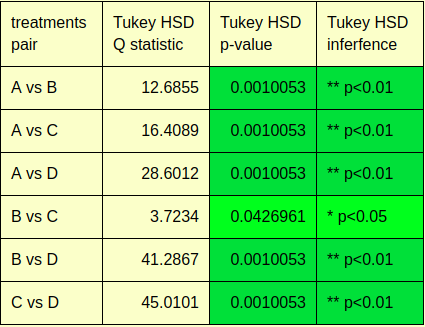 treatments pair Tukey HSD Q statistic Tukey HSD p-value Tukey HSD inferfence
A vs B 12.6855 0.0010053 ** p<0.01
A vs C 16.4089 0.0010053 ** p<0.01
A vs D 28.6012 0.0010053 ** p<0.01
B vs C 3.7234 0.0426961 * p<0.05
B vs D 41.2867 0.0010053 ** p<0.01
C vs D 45.0101 0.0010053 ** p<0.01